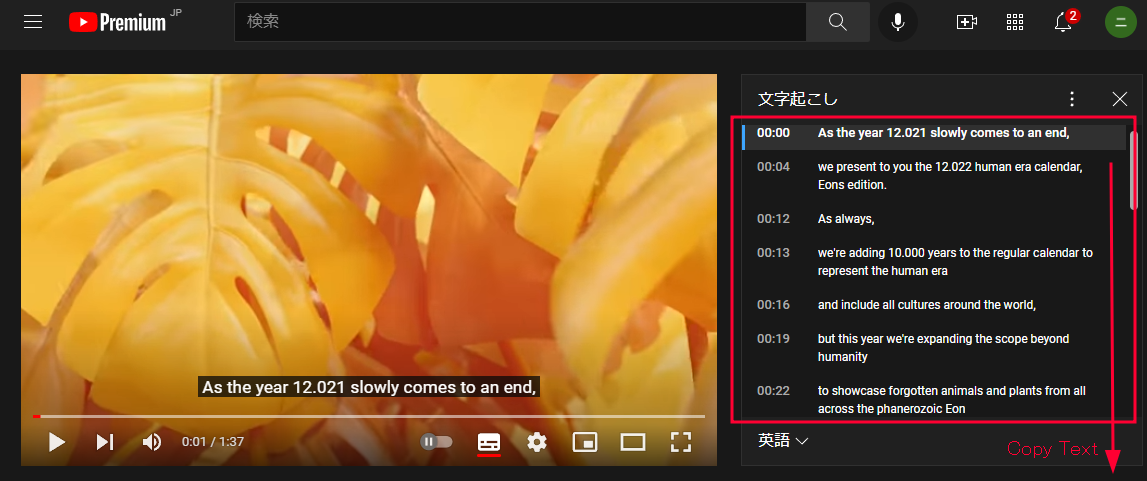 Premium JP
検索
2
二
文字起こし
00:00 As the year 12.021 slowly comes to an end,
00:04 we present to you the 12.022 human era calendar,
Eons edition.
00:12 As always,
00:13 we're adding 10.000 years to the regular calendar to
represent the human era
00:16 and include all cultures around the world,
00:19 but this year we're expanding the scope beyond
humanity
00:22 to showcase forgotten animals and plants from all
across the phanerozoic Eon
As the year 12.021 slowly comes to an end,
0:01 / 1:37
英語
Copy Text